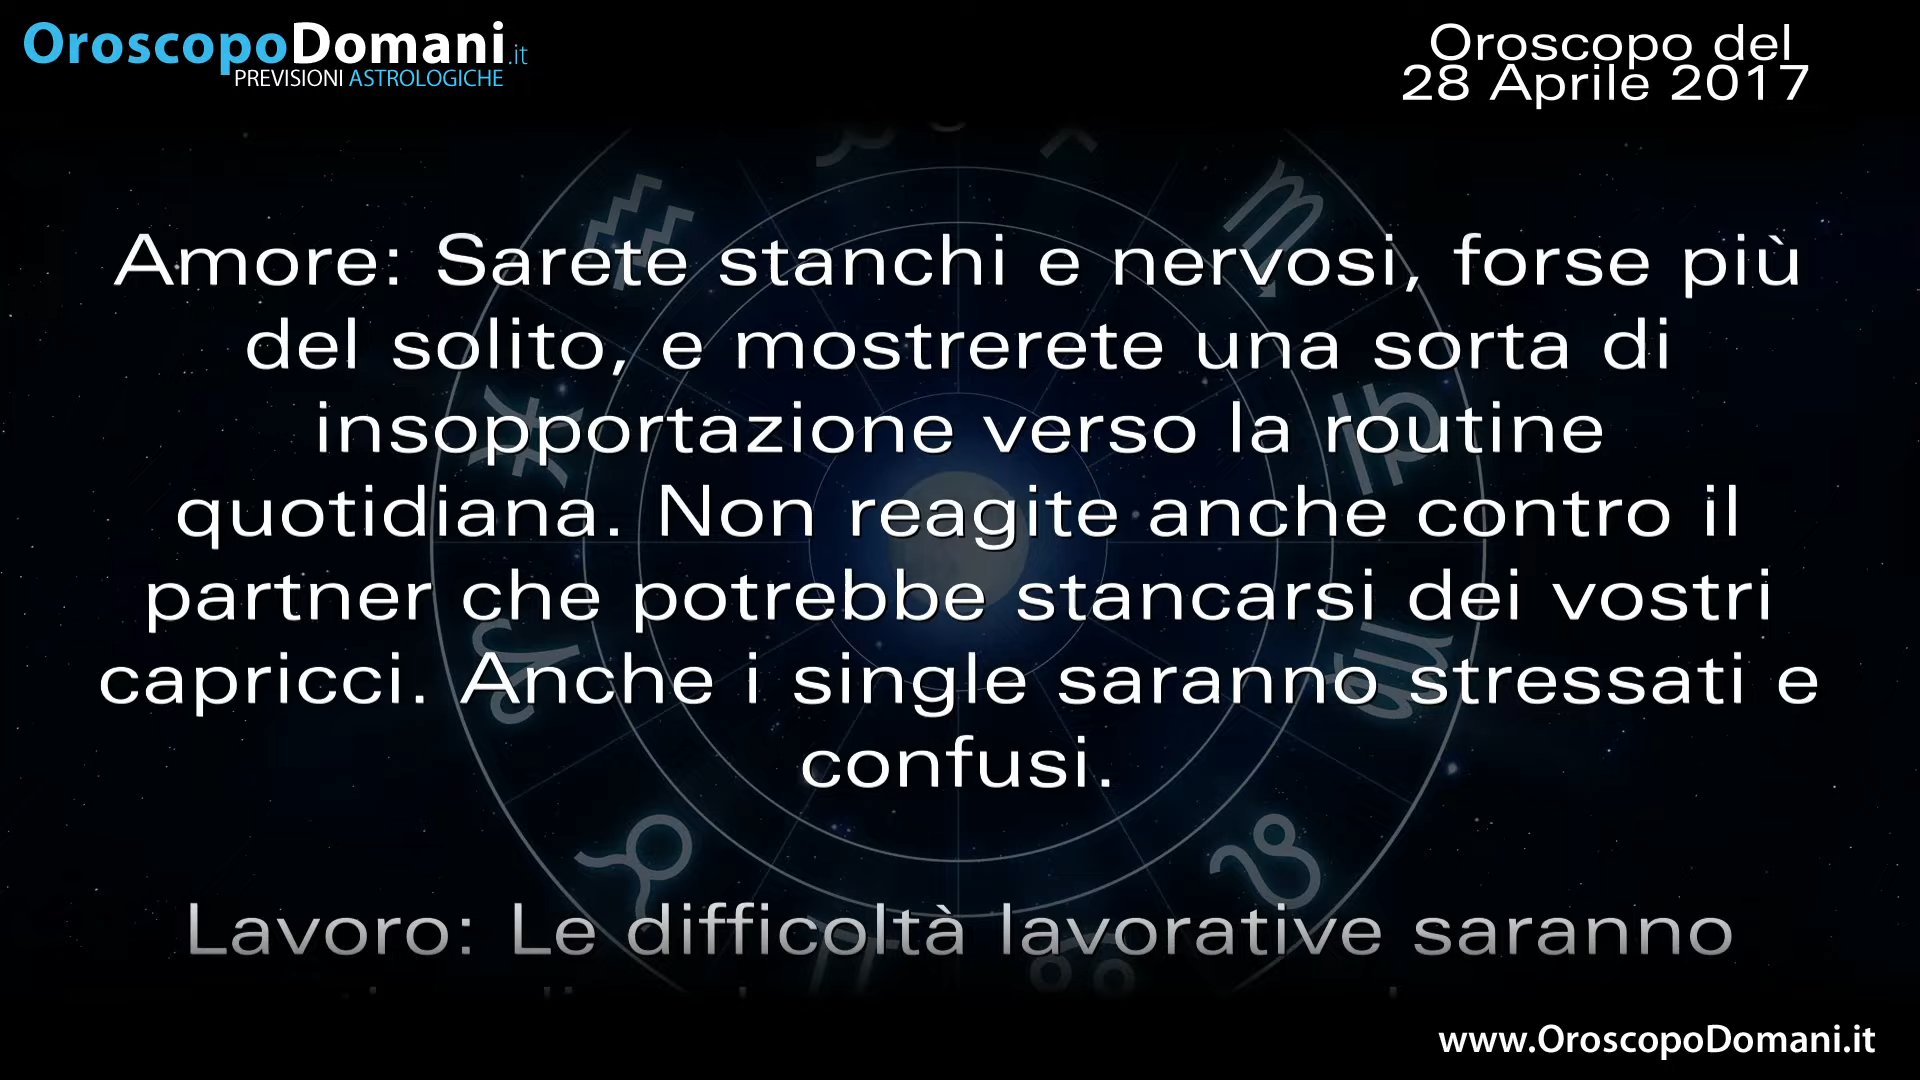 OroscopoDomani.it
PREVISIONI ASTROLOGICHE
Oroscopo del
28 Aprile 2017
Amore: Sarete stanchi e nervosi, forse più
del solito, e mostrerete una sorta di
insopportazione verso la routine
quotidiana. Non reagite anche contro il
partner che potrebbe stancarsi dei vostri
capricci. Anche i single saranno stressati e
confusi.
Lavoro: Le difficoltà lavorative saranno
www.OroscopoDomani.it